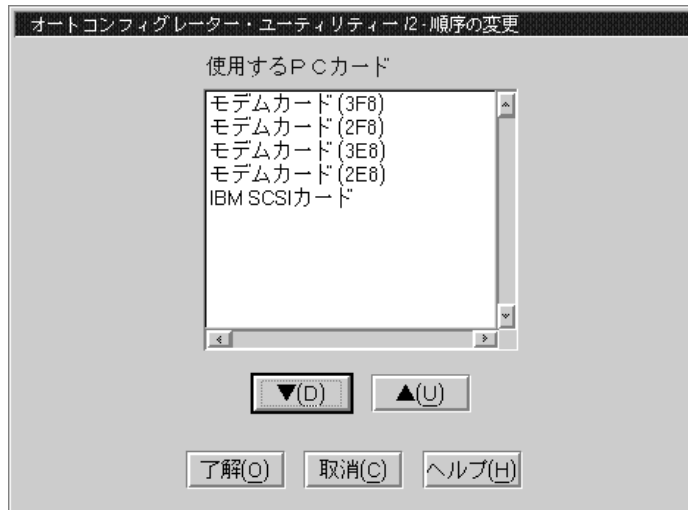 オートコンフィグレーター・ユーティリティー /2 - 順序の変更
使用するＰＣカード
モデムカード(3F8)
モデムカード(2F8)
モデムカード(3E8)
モデムカード(2E8)
IBM SCSIカード
▼(D) ▲(U)
了解(O) 取消(C) ヘルプ(H)